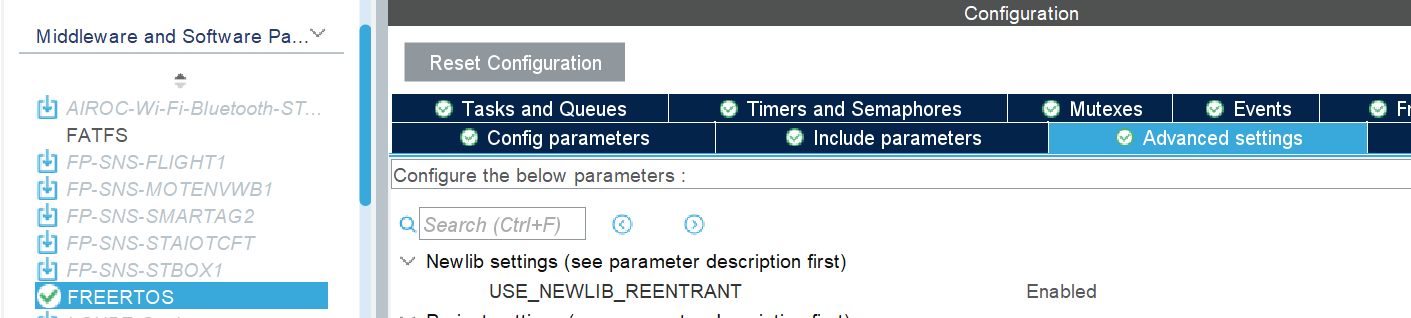 Configuration
Middleware and Software Pa...
Reset Configuration
AIROC-Wi-Fi-Bluetooth-ST...
FATFS
FP-SNS-FLIGHT1
FP-SNS-MOTENVWB1
FP-SNS-SMARTAG2
FP-SNS-STAIOTCFT
FP-SNS-STBOX1
FREERTOS
Tasks and Queues
Timers and Semaphores
Mutexes
Events
Config parameters
Include parameters
Advanced settings
Configure the below parameters :
Search (Ctrl+F)
Newlib settings (see parameter description first)
USE_NEWLIB_REENTRANT
Enabled